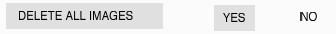 DELETE ALL IMAGES YES NO